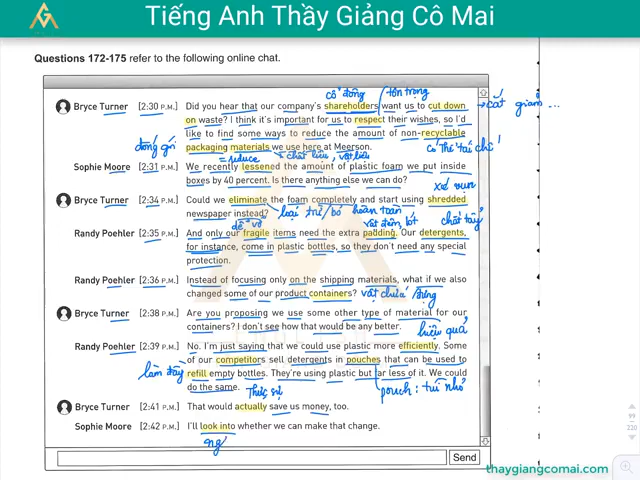 AG
Tiếng Anh Thầy Giảng Cô Mai
Questions 172-175 refer to the following online chat.
cổ đông tôn trọng
Bryce Turner [2:30 P.M.] Did you hear that our company's shareholders want us to cut down → cắt giảm ...
on waste? I think it's important for us to respect their wishes, so I'd
like to find some ways to reduce the amount of non-recyclable
đóng gói packaging materials we use here at Meerson. có thể tái chế
= reduce → chất liệu, vật liệu
Sophie Moore [2:31 P.M.] We recently lessened the amount of plastic foam we put inside
boxes by 40 percent. Is there anything else we can do?
xé vụn
Bryce Turner [2:34 P.M.] Could we eliminate the foam completely and start using shredded
newspaper instead? loại trừ/bỏ hoàn toàn
dễ vỡ vật đệm, lót chất tẩy
Randy Poehler [2:35 P.M.] And only our fragile items need the extra padding. Our detergents,
for instance, come in plastic bottles, so they don't need any special
protection.
Randy Poehler [2:36 P.M.] Instead of focusing only on the shipping materials, what if we also
changed some of our product containers? vật chứa đựng
Bryce Turner [2:38 P.M.] Are you proposing we use some other type of material for our
containers? I don't see how that would be any better. hiệu quả
Randy Poehler [2:39 P.M.] No. I'm just saying that we could use plastic more efficiently. Some
of our competitors sell detergents in pouches that can be used to
làm đầy refill empty bottles. They're using plastic but far less of it. We could
do the same. Thực sự pouch: túi nhỏ
Bryce Turner [2:41 P.M.] That would actually save us money, too.
Sophie Moore [2:42 P.M.] I'll look into whether we can make that change.
ng
Send
99
220
thaygiangcomai.com